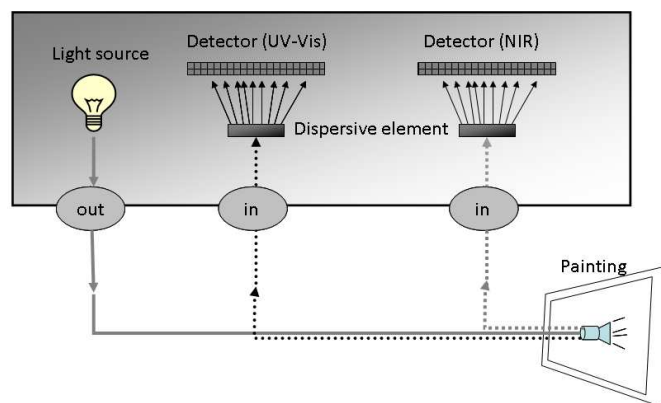 Light source
Detector (UV-Vis)
Detector (NIR)
Dispersive element
out
in
in
Painting